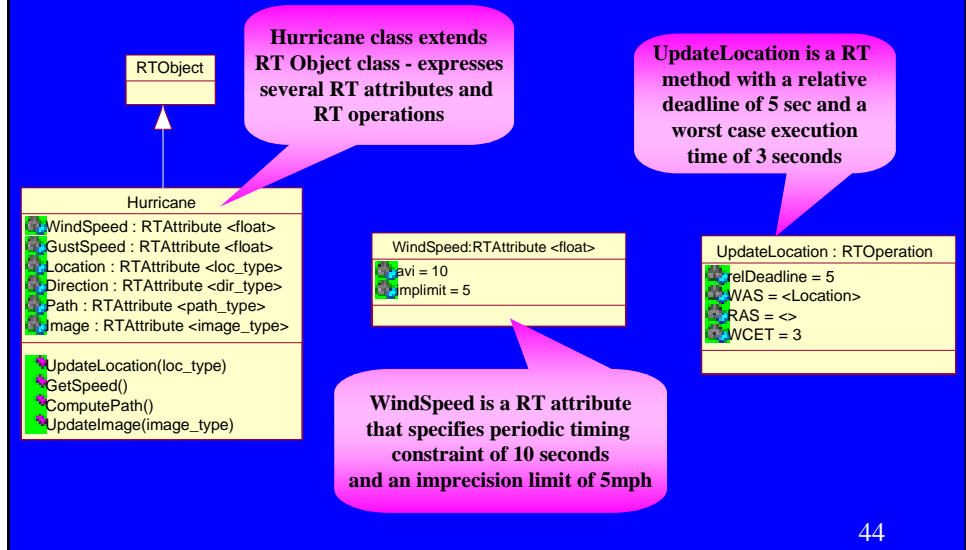 Hurricane class extends
RT Object class - expresses
several RT attributes and
RT operations
UpdateLocation is a RT
method with a relative
deadline of 5 sec and a
worst case execution
time of 3 seconds
RTObject
Hurricane
WindSpeed : RTAttribute <float>
GustSpeed : RTAttribute <float>
Location : RTAttribute <loc_type>
Direction : RTAttribute <dir_type>
Path : RTAttribute <path_type>
Image : RTAttribute <image_type>
UpdateLocation(loc_type)
GetSpeed()
ComputePath()
UpdateImage(image_type)
WindSpeed:RTAttribute <float>
avi = 10
implimit = 5
UpdateLocation : RTOperation
relDeadline = 5
WAS = <Location>
RAS = <>
WCET = 3
WindSpeed is a RT attribute
that specifies periodic timing
constraint of 10 seconds
and an imprecision limit of 5mph
44